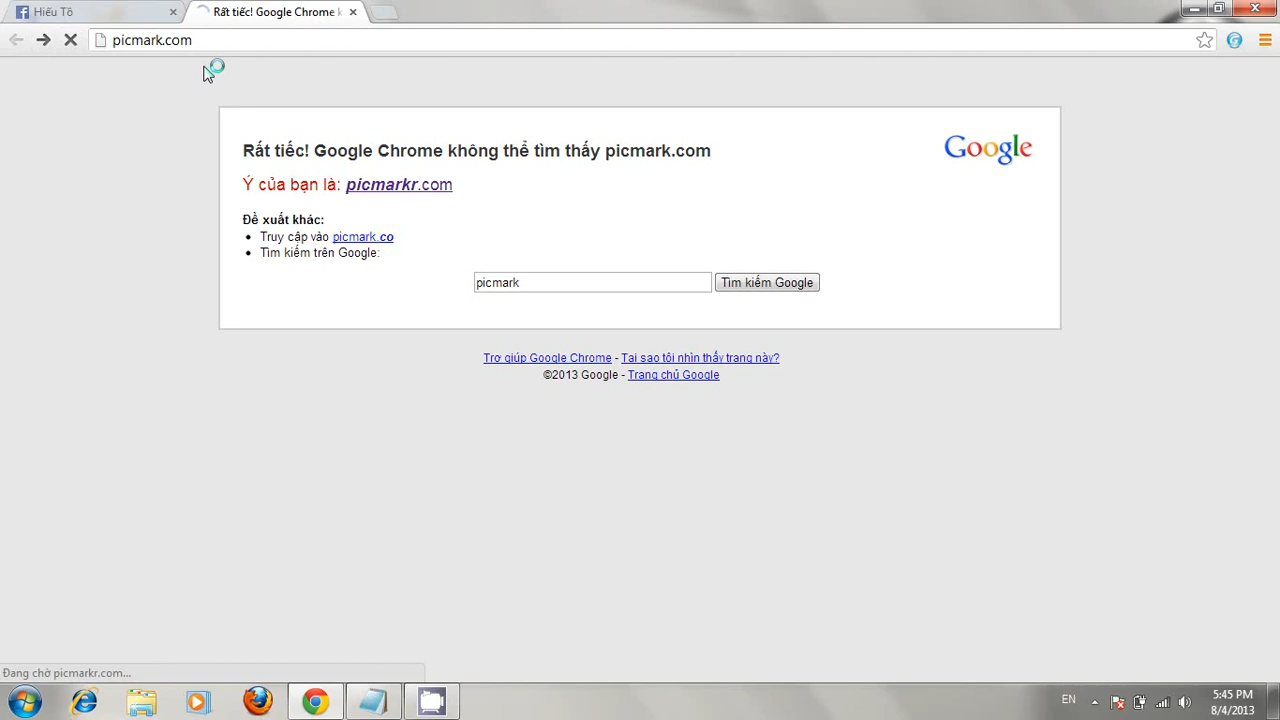 Hiếu Tô
Rất tiếc! Google Chrome k
picmark.com
Rất tiếc! Google Chrome không thể tìm thấy picmark.com
Google
Ý của bạn là: picmarkr.com
Đề xuất khác:
Truy cập vào picmark.co
Tìm kiếm trên Google:
picmark
Tìm kiếm Google
Trợ giúp Google Chrome - Tại sao tôi nhìn thấy trang này?
©2013 Google - Trang chủ Google
Đang chờ picmarkr.com...
EN
5:45 PM
8/4/2013